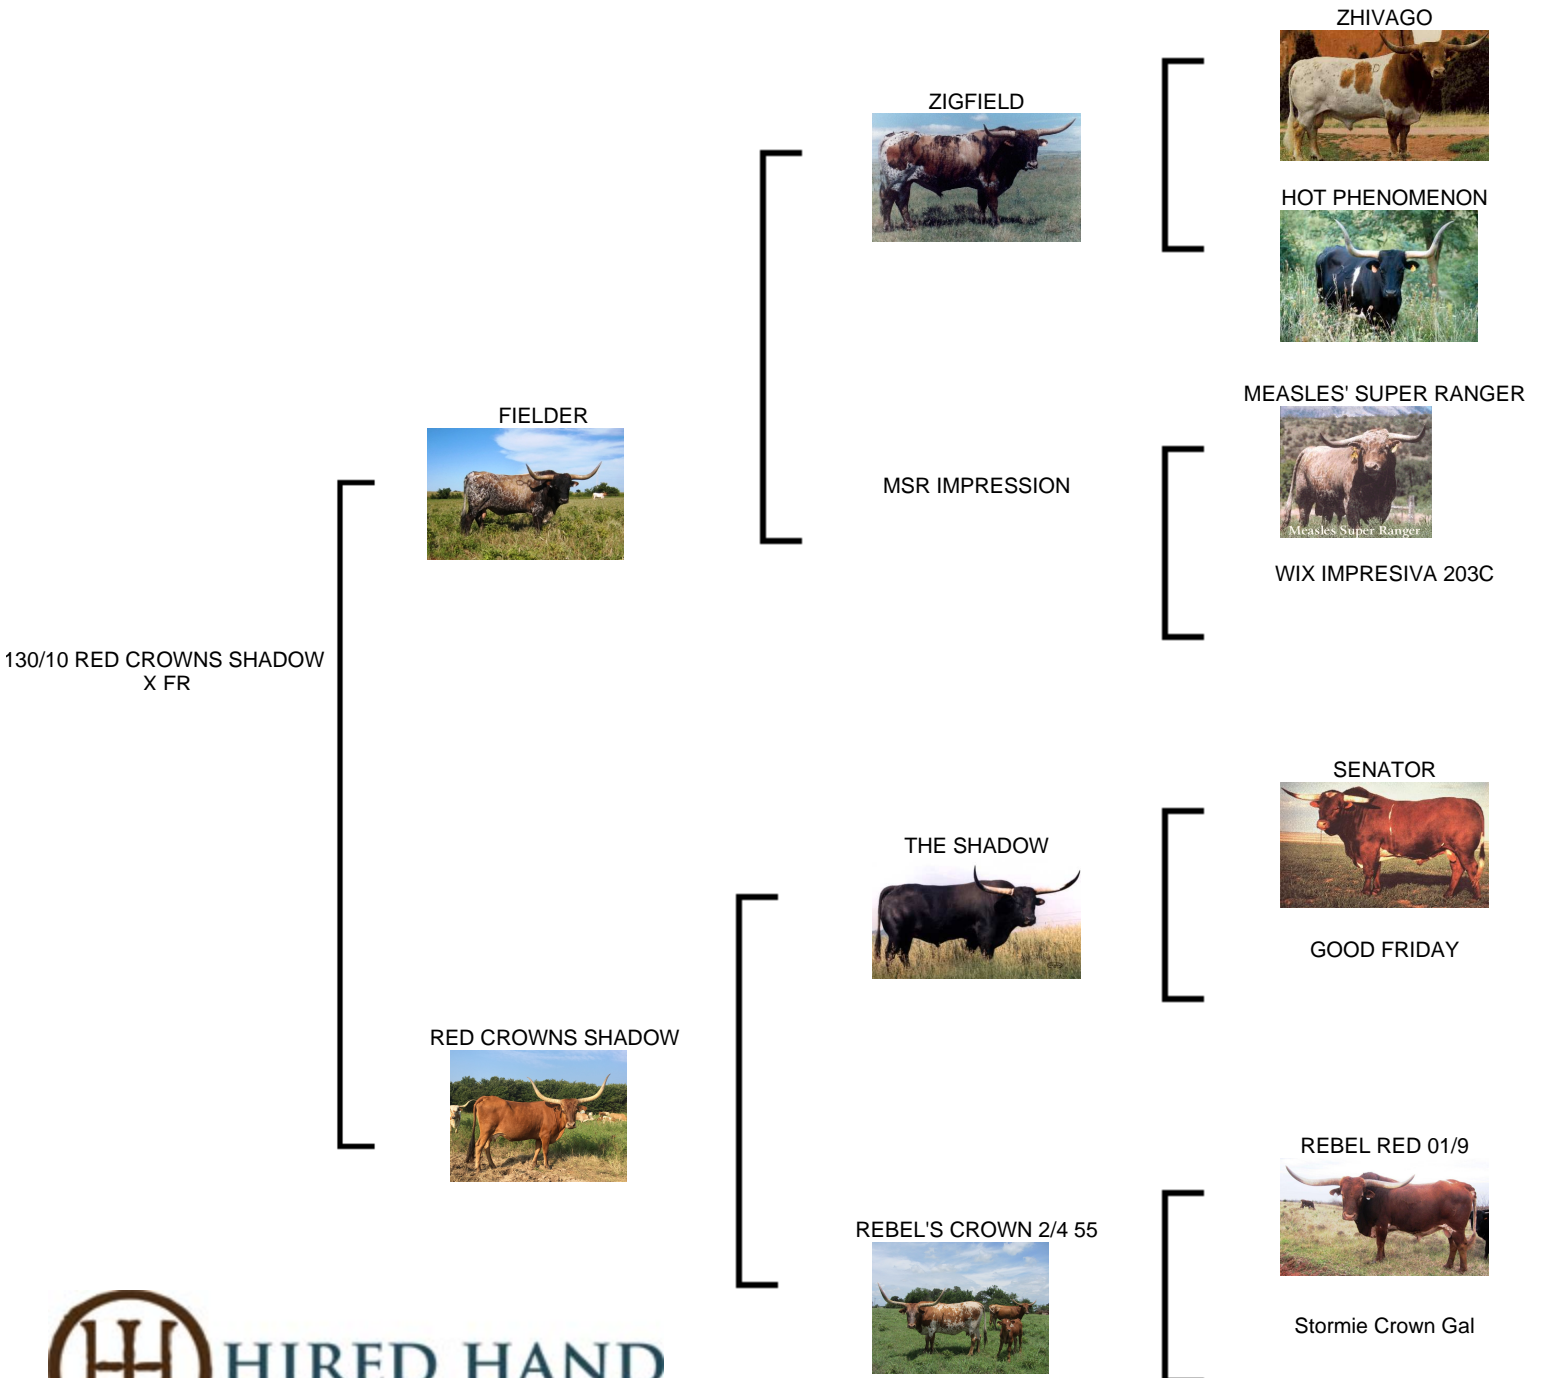 ZHIVAGO
ZIGFIELD
HOT PHENOMENON
MEASLES' SUPER RANGER
FIELDER
MSR IMPRESSION
Measles Super Ranger
WIX IMPRESIVA 203C
130/10 RED CROWNS SHADOW
X FR
SENATOR
THE SHADOW
GOOD FRIDAY
RED CROWNS SHADOW
REBEL RED 01/9
REBEL'S CROWN 2/4 55
Stormie Crown Gal
HIRED HAND